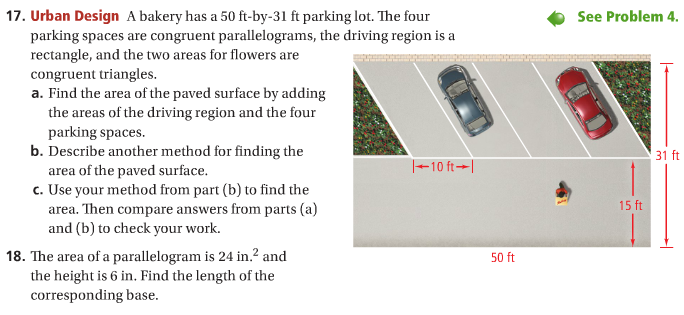 17. Urban Design A bakery has a 50 ft-by-31 ft parking lot. The four
See Problem 4.
parking spaces are congruent parallelograms, the driving region is a
rectangle, and the two areas for flowers are
congruent triangles.
a. Find the area of the paved surface by adding
the areas of the driving region and the four
parking spaces.
b. Describe another method for finding the
area of the paved surface.
c. Use your method from part (b) to find the
area. Then compare answers from parts (a)
and (b) to check your work.
10 ft
31 ft
15 ft
50 ft
18. The area of a parallelogram is 24 in.² and
the height is 6 in. Find the length of the
corresponding base.